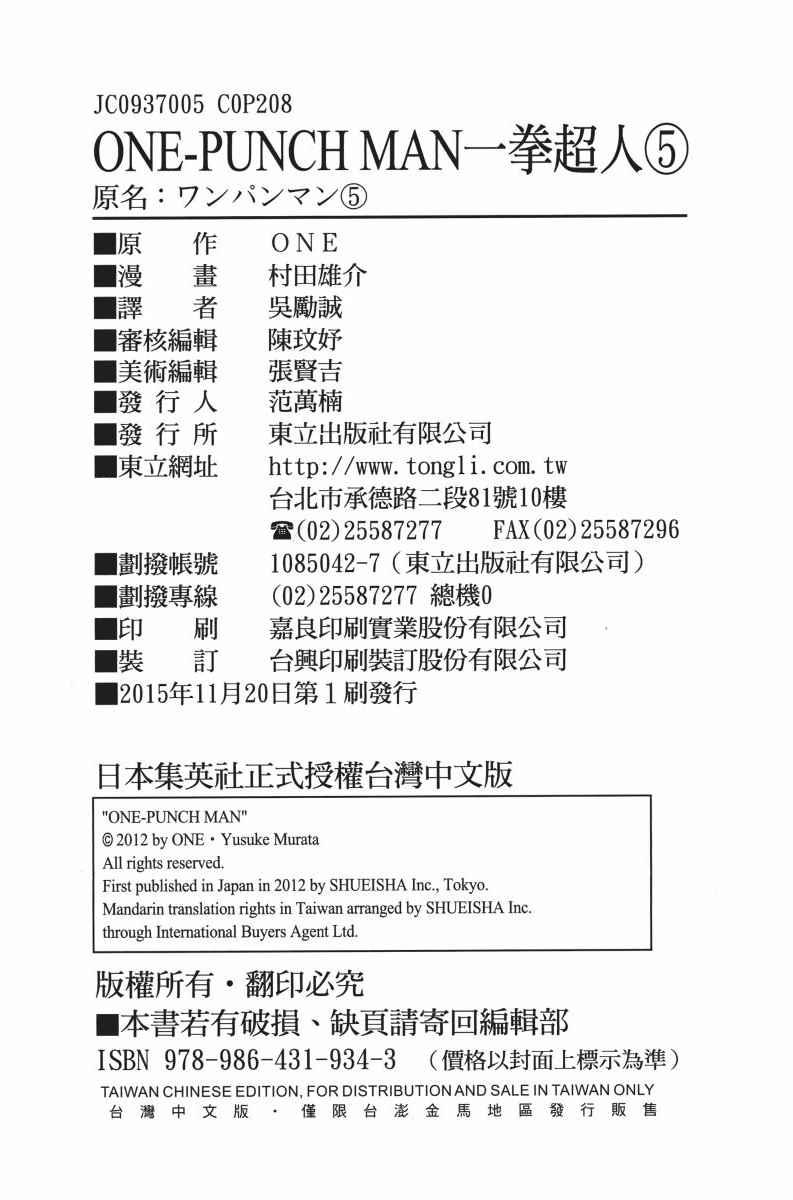 JC0937005 C0P208
ONE-PUNCH MAN一拳超人⑤
原名：ワンパンマン⑤
■原　　作　ＯＮＥ
■漫　　畫　村田雄介
■譯　　者　吳勵誠
■審核編輯　陳玟妤
■美術編輯　張賢吉
■發 行 人　范萬楠
■發 行 所　東立出版社有限公司
■東立網址　http://www.tongli.com.tw
台北市承德路二段81號10樓
☎(02)25587277　FAX(02)25587296
■劃撥帳號　1085042-7（東立出版社有限公司）
■劃撥專線　(02)25587277 總機0
■印　　刷　嘉良印刷實業股份有限公司
■裝　　訂　台興印刷裝訂股份有限公司
■2015年11月20日第１刷發行
日本集英社正式授權台灣中文版
"ONE-PUNCH MAN"
© 2012 by ONE・Yusuke Murata
All rights reserved.
First published in Japan in 2012 by SHUEISHA Inc., Tokyo.
Mandarin translation rights in Taiwan arranged by SHUEISHA Inc.
through International Buyers Agent Ltd.
版權所有・翻印必究
■本書若有破損、缺頁請寄回編輯部
ISBN 978-986-431-934-3　（價格以封面上標示為準）
TAIWAN CHINESE EDITION, FOR DISTRIBUTION AND SALE IN TAIWAN ONLY
台灣中文版・僅限台澎金馬地區發行販售